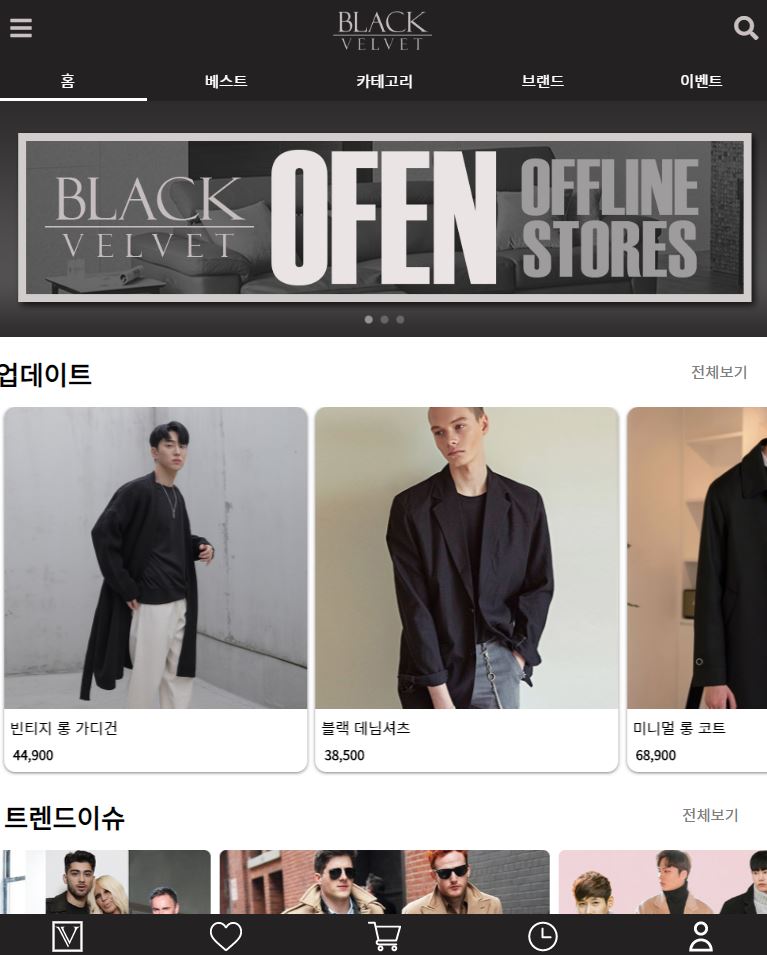 BLACK
VELVET
홈 베스트 카테고리 브랜드 이벤트
BLACK
VELVET
OFEN
OFFLINE
STORES
업데이트 전체보기
빈티지 롱 가디건
44,900
블랙 데님셔츠
38,500
미니멀 롱 코트
68,900
트렌드이슈 전체보기
V